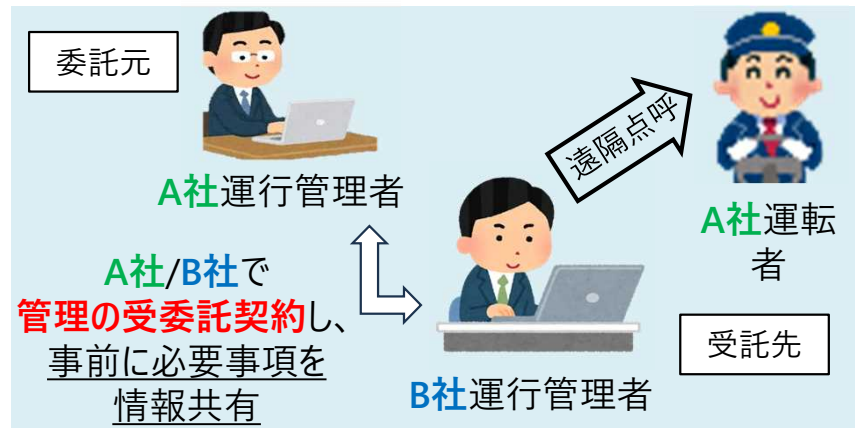 委託元
A社運行管理者
遠隔点呼
A社運転
者
A社/B社で
管理の受委託契約し、
事前に必要事項を
情報共有
B社運行管理者
受託先